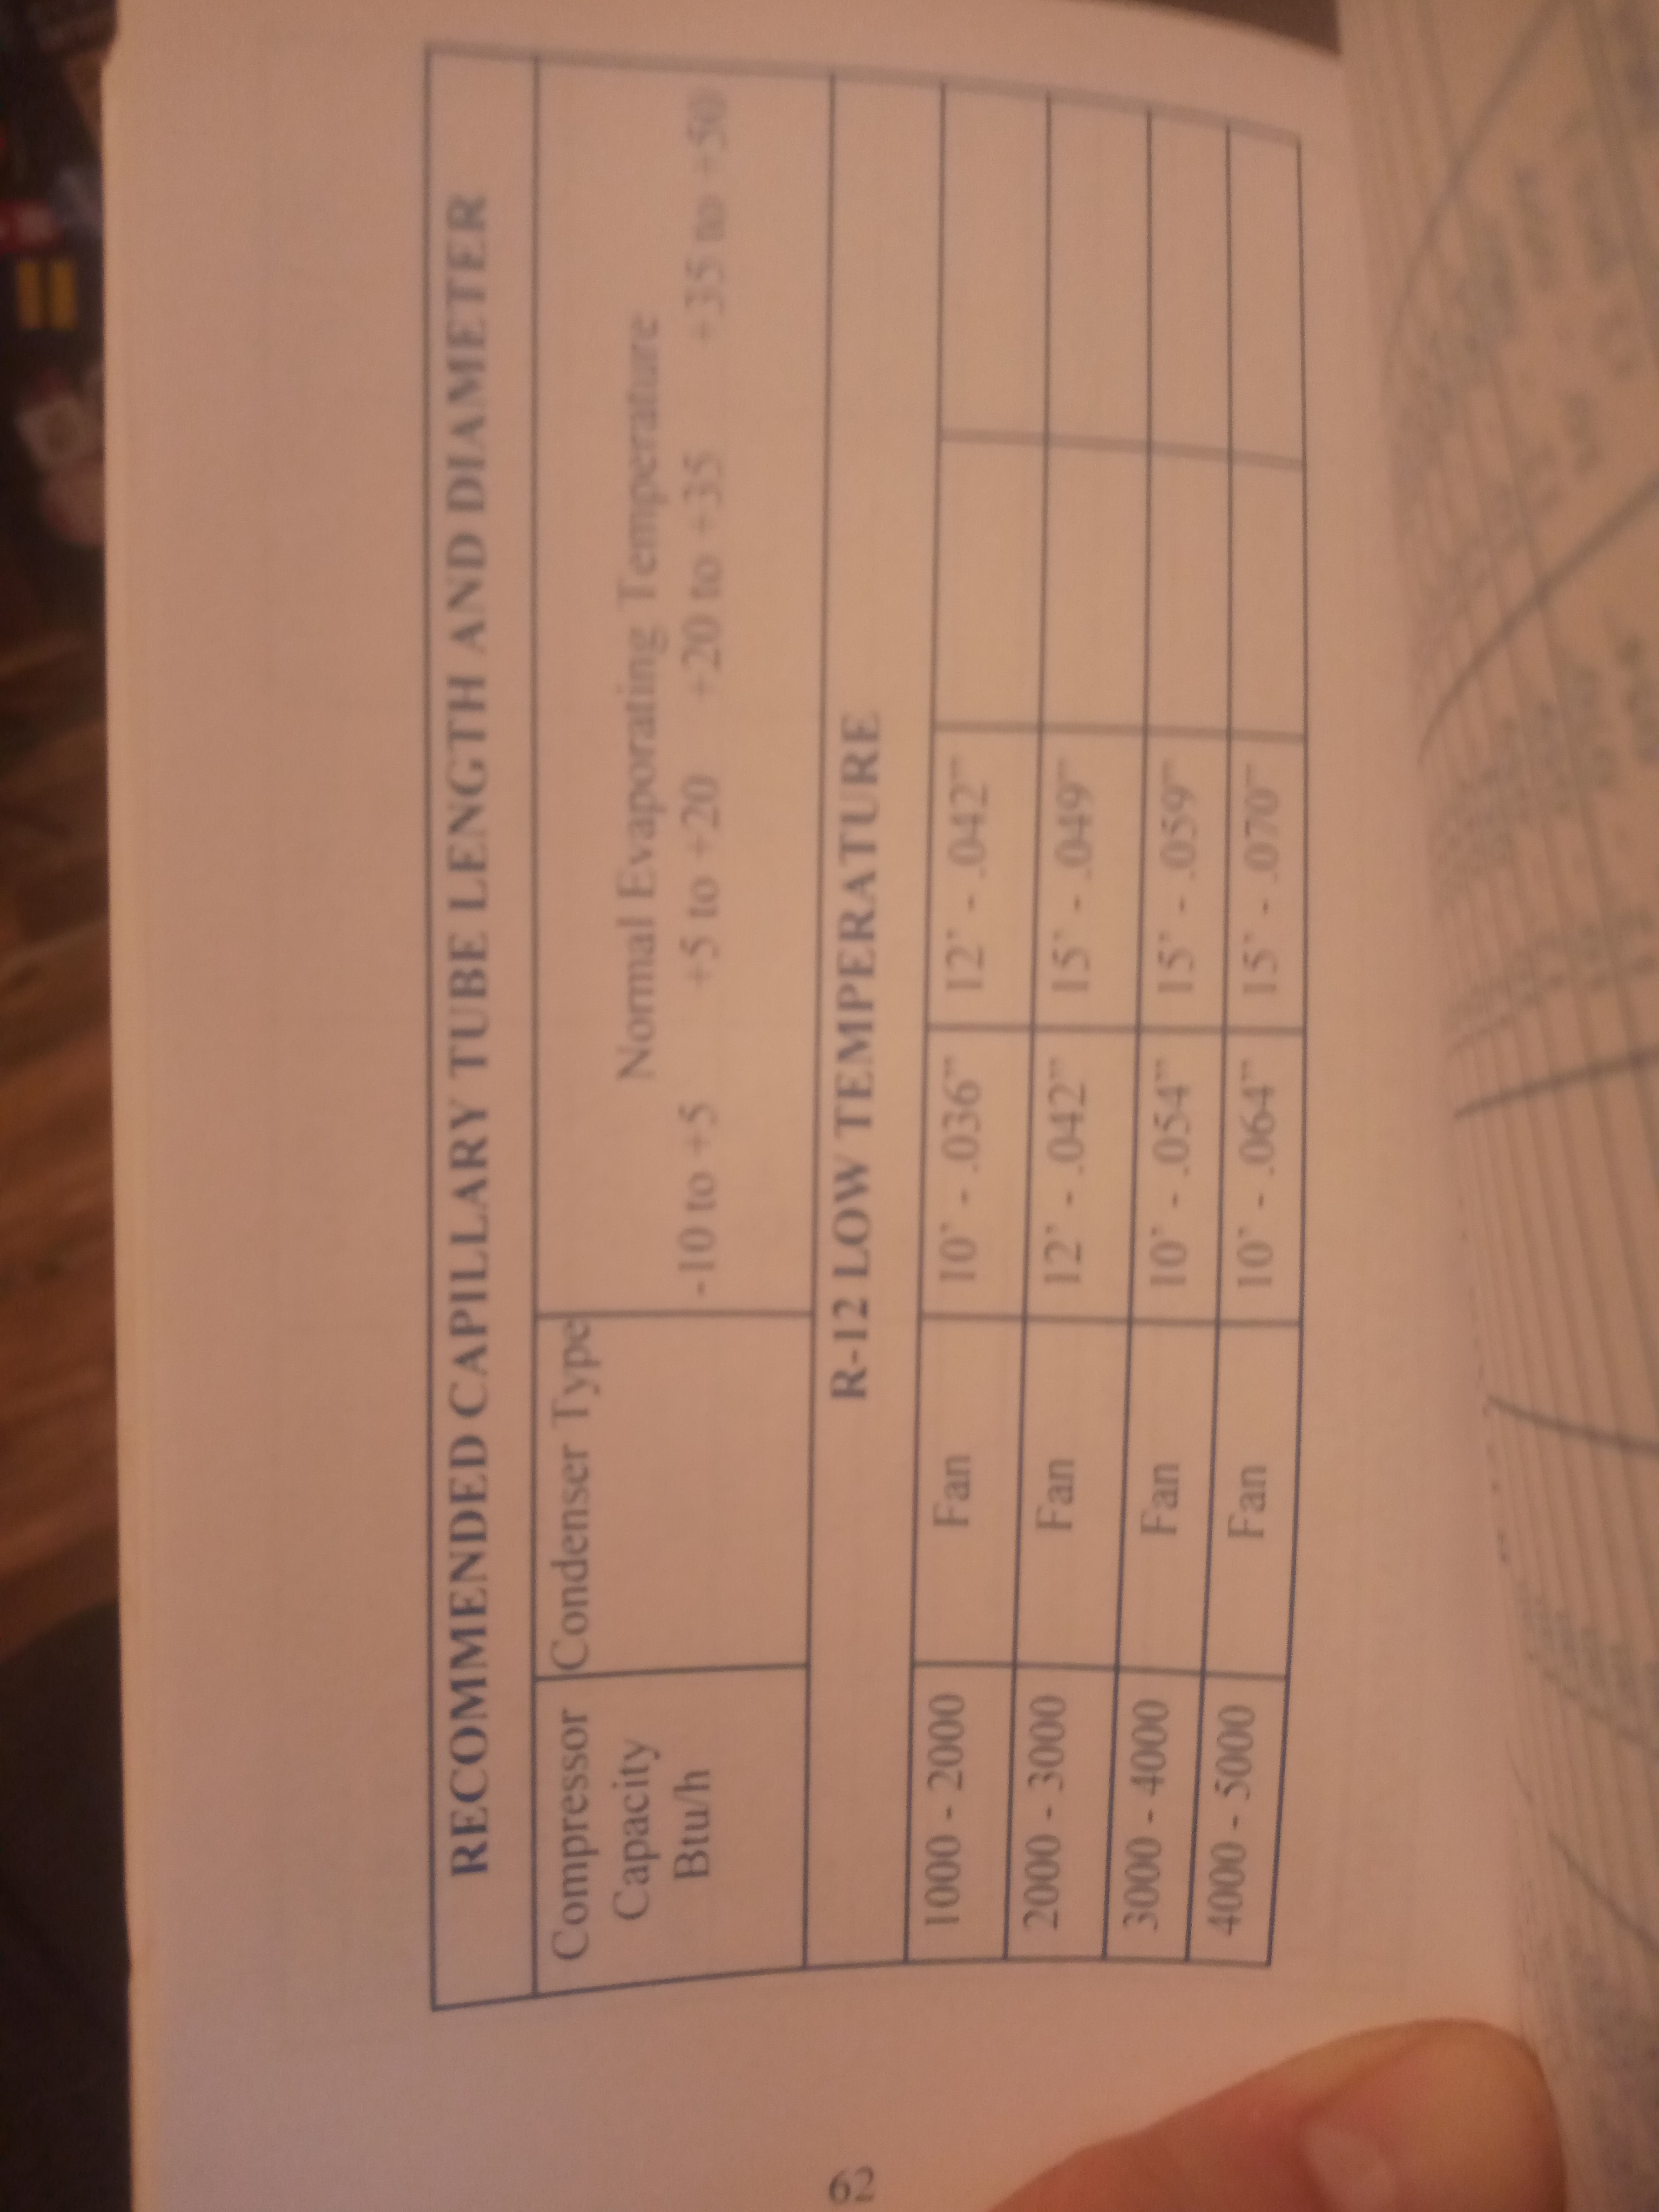 RECOMMENDED CAPILLARY TUBE LENGTH AND DIAMETER
Compressor Capacity Btu/h
Condenser Type
Normal Evaporating Temperature
-10 to +5 +5 to +20 +20 to +35 +35 to +50
R-12 LOW TEMPERATURE
1000 - 2000 Fan 10" - .036"' 12" - .042"'
2000 - 3000 Fan 12" - .042"' 15" - .049"'
3000 - 4000 Fan 10" - .054"' 15" - .059"'
4000 - 5000 Fan 10" - .064"' 15" - .070"'
62